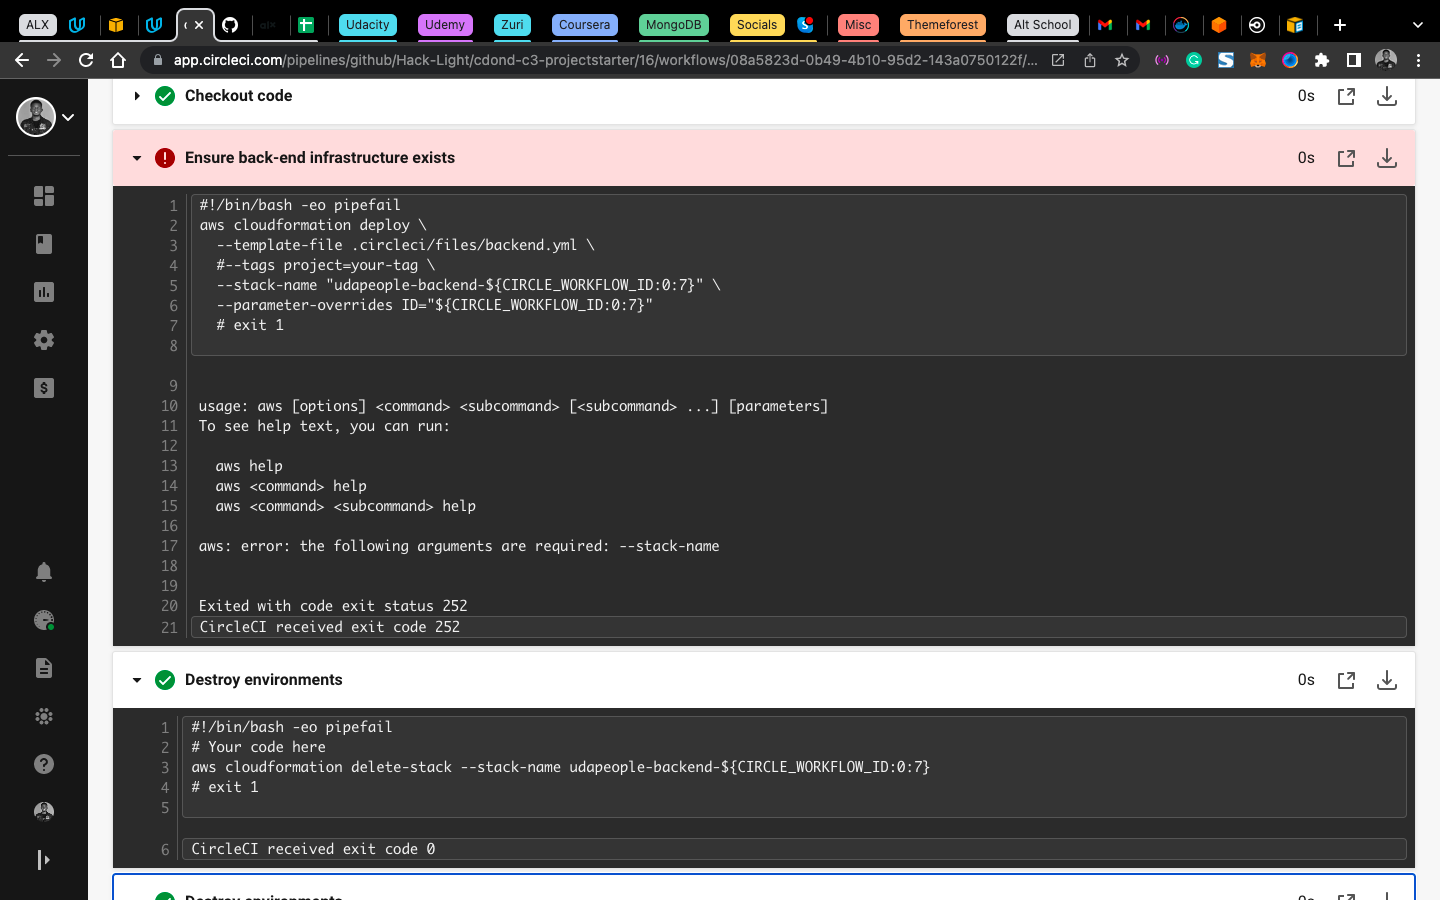 ALX
Udacity
Udemy
Zuri
Coursera
MongoDB
Socials
Misc
Themeforest
Alt School
app.circleci.com/pipelines/github/Hack-Light/cdond-c3-projectstarter/16/workflows/08a5823d-0b49-4b10-95d2-143a0750122f/...
Checkout code
0s
Ensure back-end infrastructure exists
0s
1 #!/bin/bash -eo pipefail
2 aws cloudformation deploy \
3 --template-file .circleci/files/backend.yml \
4 #--tags project=your-tag \
5 --stack-name "udapeople-backend-${CIRCLE_WORKFLOW_ID:0:7}" \
6 --parameter-overrides ID="${CIRCLE_WORKFLOW_ID:0:7}"
7 # exit 1
8
9
10 usage: aws [options] <command> <subcommand> [<subcommand> ...] [parameters]
11 To see help text, you can run:
12
13 aws help
14 aws <command> help
15 aws <command> <subcommand> help
16
17 aws: error: the following arguments are required: --stack-name
18
19
20 Exited with code exit status 252
21 CircleCI received exit code 252
Destroy environments
0s
1 #!/bin/bash -eo pipefail
2 # Your code here
3 aws cloudformation delete-stack --stack-name udapeople-backend-${CIRCLE_WORKFLOW_ID:0:7}
4 # exit 1
5
6 CircleCI received exit code 0
Destroy environments
0s